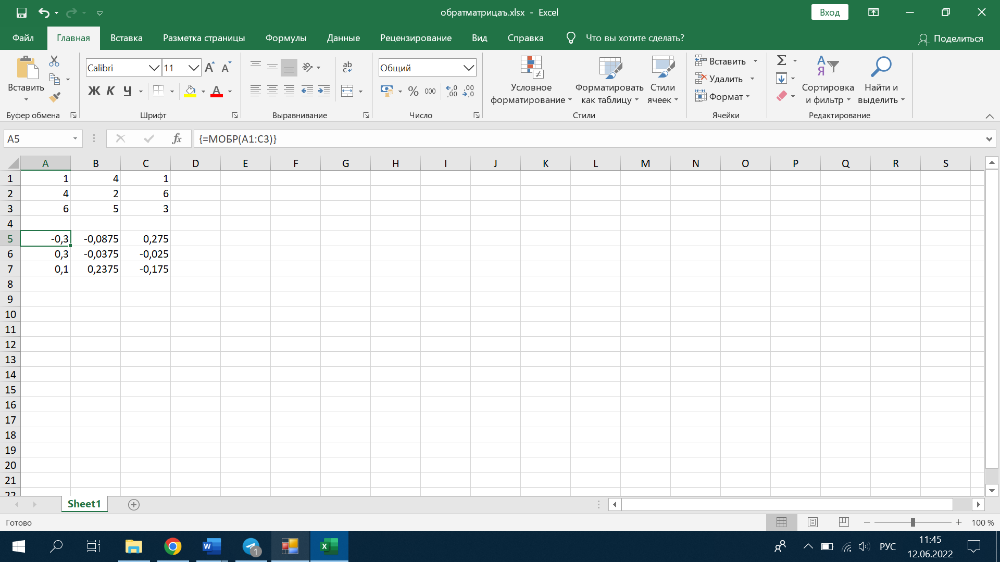 обратматрицаъ.xlsx - Excel
Вход
Файл Главная Вставка Разметка страницы Формулы Данные Рецензирование Вид Справка Что вы хотите сделать? Поделиться
Вставить
Буфер обмена
Calibri 11
Ж К Ч
Шрифт
Выравнивание
Общий
% 000
Число
Условное форматирование
Форматировать как таблицу
Стили ячеек
Стили
Вставить
Удалить
Формат
Ячейки
Сортировка и фильтр
Найти и выделить
Редактирование
A5 fx {=МОБР(A1:C3)}
A B C D E F G H I J K L M N O P Q R S
1 1 4 1
2 4 2 6
3 6 5 3
4
5 -0,3 -0,0875 0,275
6 0,3 -0,0375 -0,025
7 0,1 0,2375 -0,175
8
9
10
11
12
13
14
15
16
17
18
19
20
21
22
Sheet1
Готово
100 %
1
РУС
11:45
12.06.2022